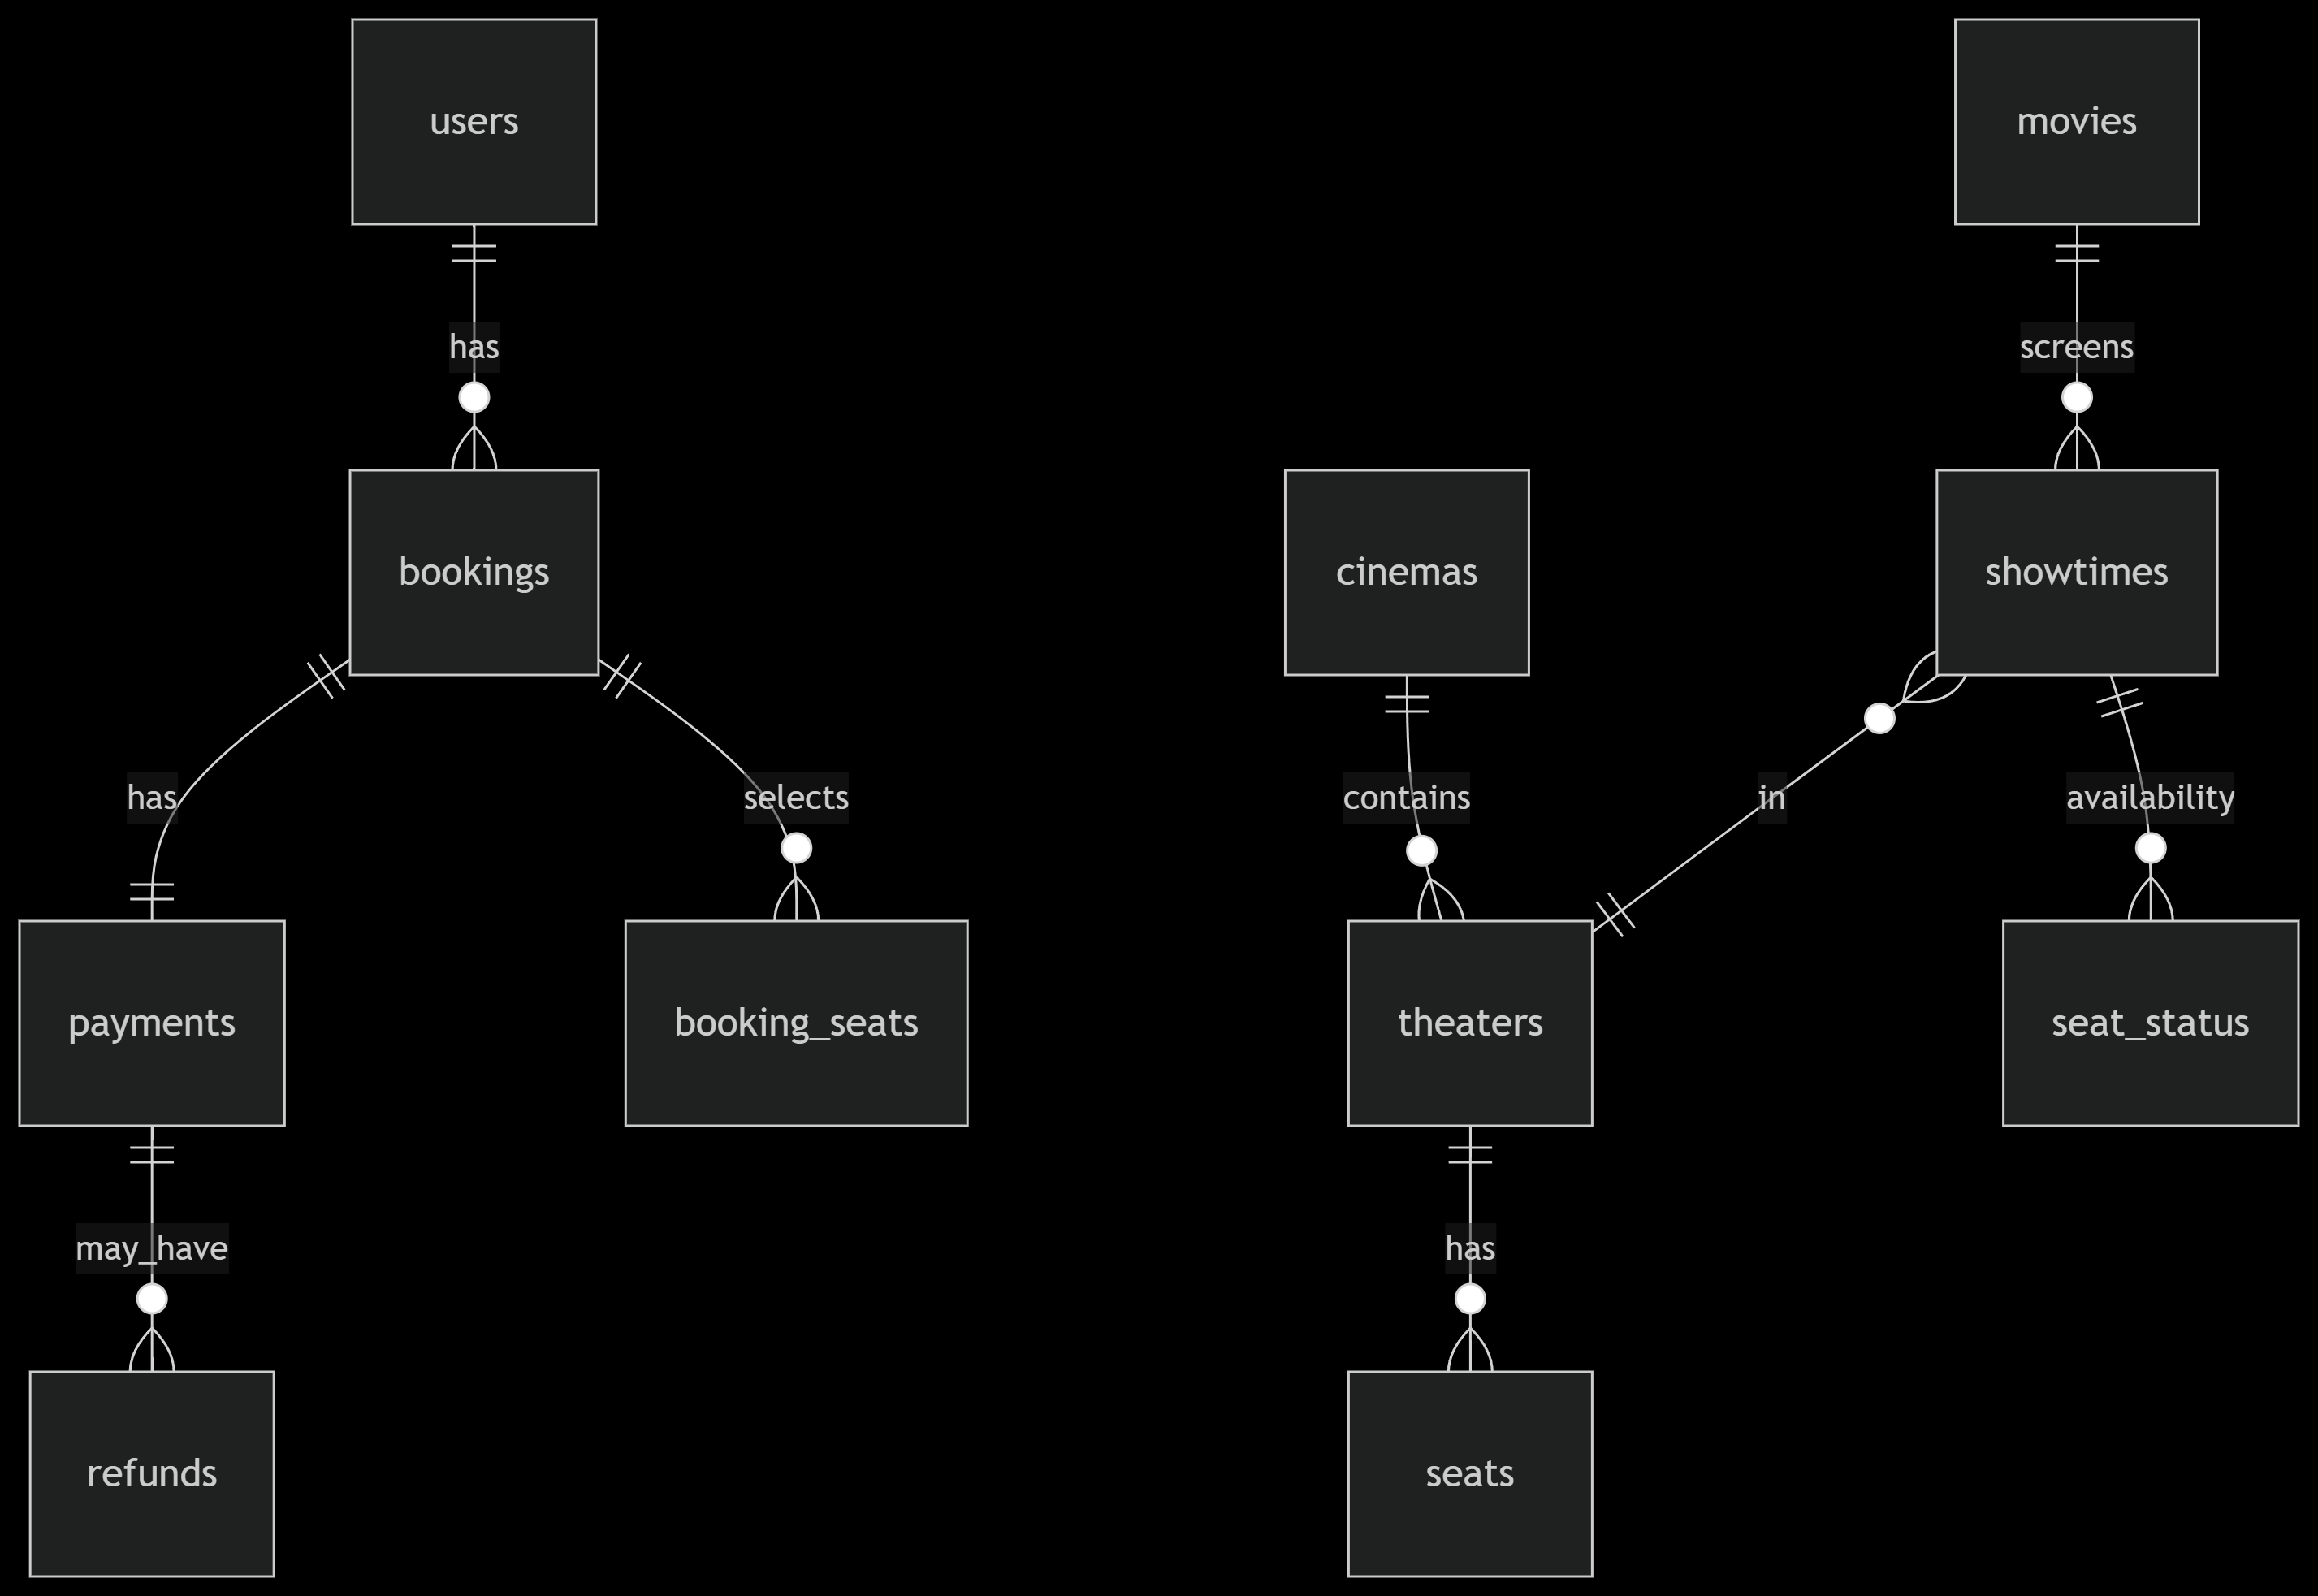 users
movies
has
screens
bookings
cinemas
showtimes
has
selects
contains
in
availability
payments
booking_seats
theaters
seat_status
may_have
has
refunds
seats